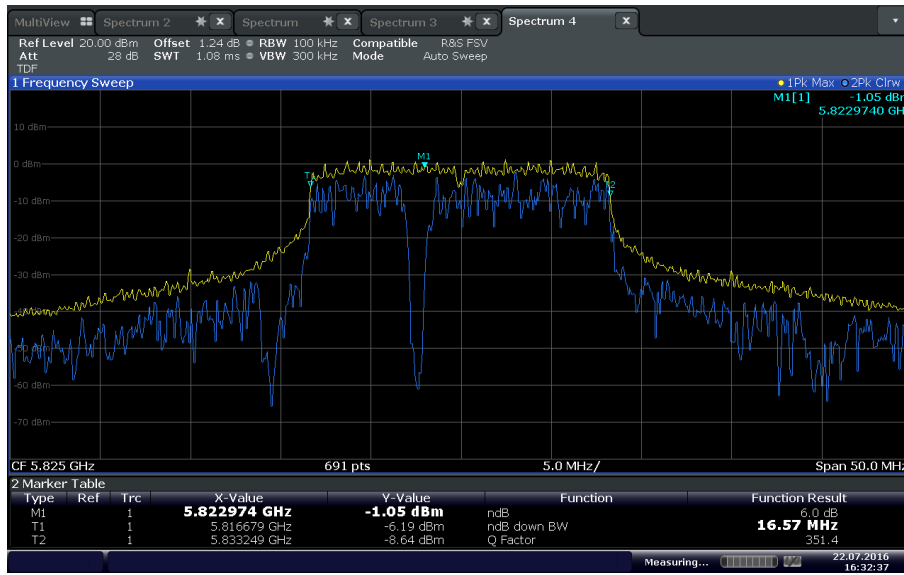 MultiView Spectrum 2 X Spectrum X Spectrum 3 X Spectrum 4 X
Ref Level 20.00 dBm Offset 1.24 dB RBW 100 kHz Compatible R&S FSV
Att 28 dB SWT 1.08 ms VBW 300 kHz Mode Auto Sweep
TDF
1 Frequency Sweep 1Pk Max 2Pk Clrw
M1[1] -1.05 dBm
5.8229740 GH
10 dBm
0 dBm
M1
T1
T2
-10 dBm
-20 dBm
-30 dBm
-40 dBm
-50 dBm
-60 dBm
-70 dBm
CF 5.825 GHz 691 pts 5.0 MHz/ Span 50.0 MHz
2 Marker Table
Type Ref Trc X-Value Y-Value Function Function Result
M1 1 5.822974 GHz -1.05 dBm ndB 6.0 dB
T1 1 5.816679 GHz -6.19 dBm ndB down BW 16.57 MHz
T2 1 5.833249 GHz -8.64 dBm Q Factor 351.4
Measuring... 22.07.2016
16:32:37